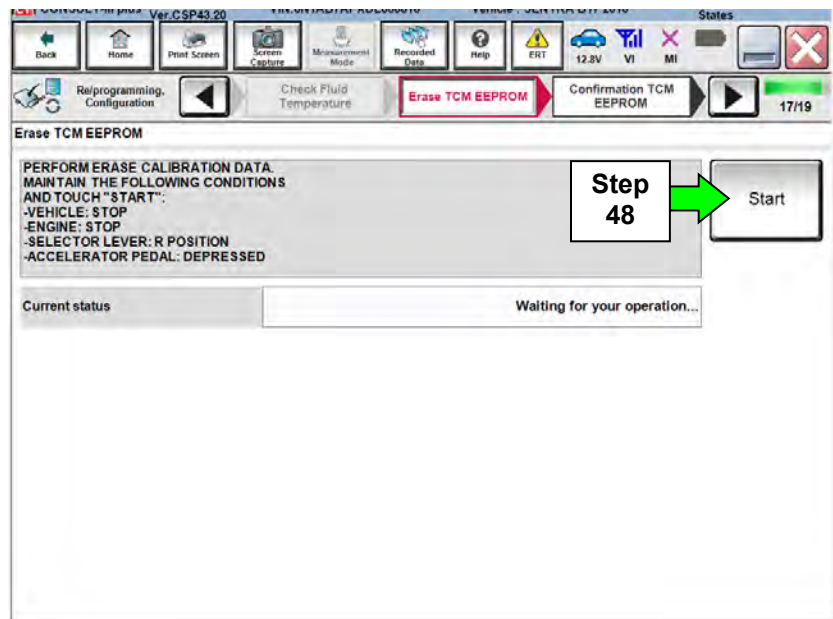 Ver.CSP43.20
States
Back
Home
Print Screen
Screen Capture
Measurement Mode
Recorded Data
Help
ERT
12.8V
VI
MI
Re/programming, Configuration
Check Fluid Temperature
Erase TCM EEPROM
Confirmation TCM EEPROM
17/19
Erase TCM EEPROM
PERFORM ERASE CALIBRATION DATA.
MAINTAIN THE FOLLOWING CONDITIONS
AND TOUCH "START":
-VEHICLE: STOP
-ENGINE: STOP
-SELECTOR LEVER: R POSITION
-ACCELERATOR PEDAL: DEPRESSED
Step
48
Start
Current status
Waiting for your operation...